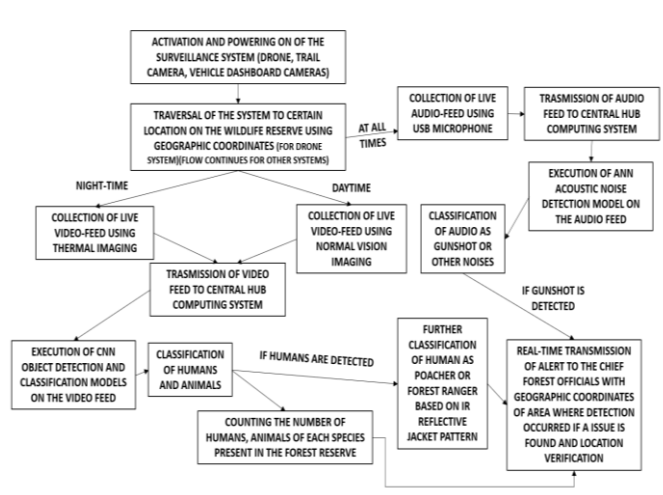 ACTIVATION AND POWERING ON OF THE
SURVEILLANCE SYSTEM (DRONE, TRAIL
CAMERA, VEHICLE DASHBOARD CAMERAS)
TRAVERSAL OF THE SYSTEM TO CERTAIN
LOCATION ON THE WILDLIFE RESERVE USING
GEOGRAPHIC COORDINATES (FOR DRONE
SYSTEM)(FLOW CONTINUES FOR OTHER SYSTEMS)
AT ALL
TIMES
COLLECTION OF LIVE
AUDIO-FEED USING
USB MICROPHONE
TRASMISSION OF AUDIO
FEED TO CENTRAL HUB
COMPUTING SYSTEM
EXECUTION OF ANN
ACOUSTIC NOISE
DETECTION MODEL ON
THE AUDIO FEED
CLASSIFICATION
OF AUDIO AS
GUNSHOT OR
OTHER NOISES
IF GUNSHOT IS
DETECTED
NIGHT-TIME
DAYTIME
COLLECTION OF LIVE
VIDEO-FEED USING
THERMAL IMAGING
COLLECTION OF LIVE
VIDEO-FEED USING
NORMAL VISION
IMAGING
TRASMISSION OF VIDEO
FEED TO CENTRAL HUB
COMPUTING SYSTEM
EXECUTION OF CNN
OBJECT DETECTION AND
CLASSIFICATION MODELS
ON THE VIDEO FEED
CLASSIFICATION
OF HUMANS
AND ANIMALS
IF HUMANS ARE DETECTED
FURTHER
CLASSIFICATION
OF HUMAN AS
POACHER OR
FOREST RANGER
BASED ON IR
REFLECTIVE
JACKET PATTERN
COUNTING THE NUMBER OF
HUMANS, ANIMALS OF EACH SPECIES
PRESENT IN THE FOREST RESERVE
REAL-TIME TRANSMISSION
OF ALERT TO THE CHIEF
FOREST OFFICIALS WITH
GEOGRAPHIC COORDINATES
OF AREA WHERE DETECTION
OCCURRED IF A ISSUE IS
FOUND AND LOCATION
VERIFICATION